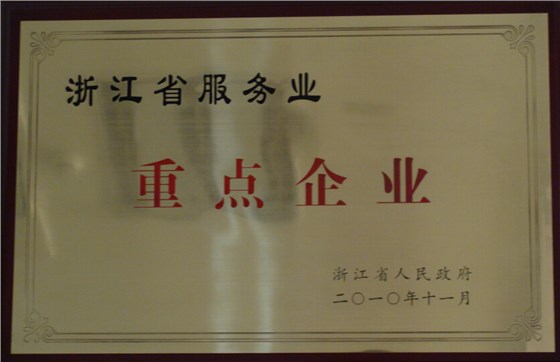 浙江省服务业
重点企业
浙江省人民政府
二〇一〇年十一月